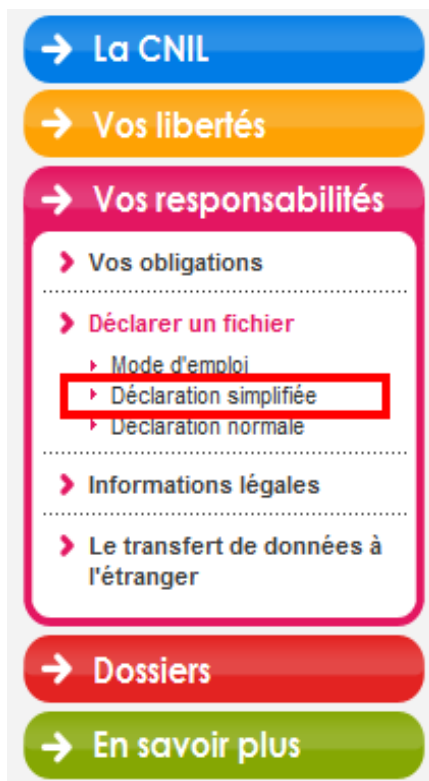 La CNIL
Vos libertés
Vos responsabilités
Vos obligations
Déclarer un fichier
Mode d'emploi
Déclaration simplifiée
Déclaration normale
Informations légales
Le transfert de données à
l'étranger
Dossiers
En savoir plus